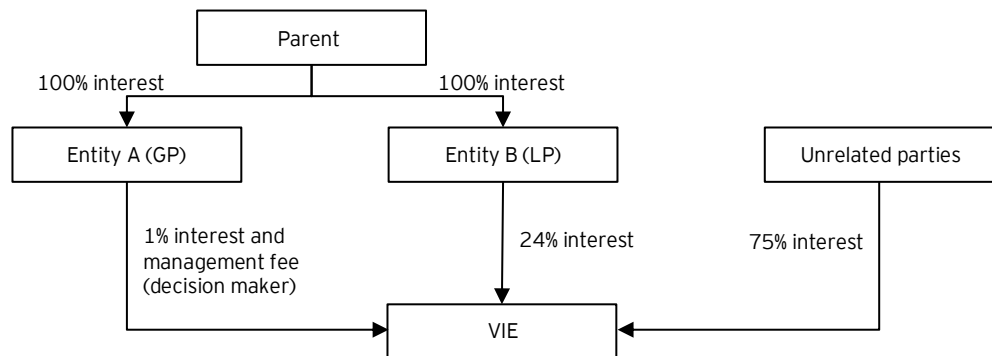 Parent
100% interest
100% interest
Entity A (GP)
Entity B (LP)
Unrelated parties
1% interest and
management fee
(decision maker)
24% interest
75% interest
VIE